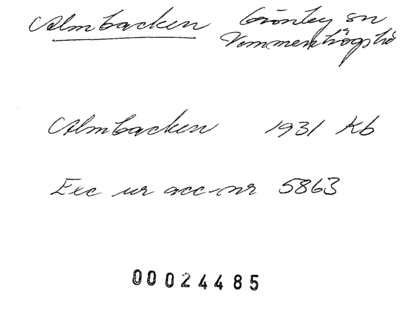 Almbacken Grönby sn
Vemmenhögs hd
Almbacken 1931 Kb
Exc ur acc-nr 5863
00024485